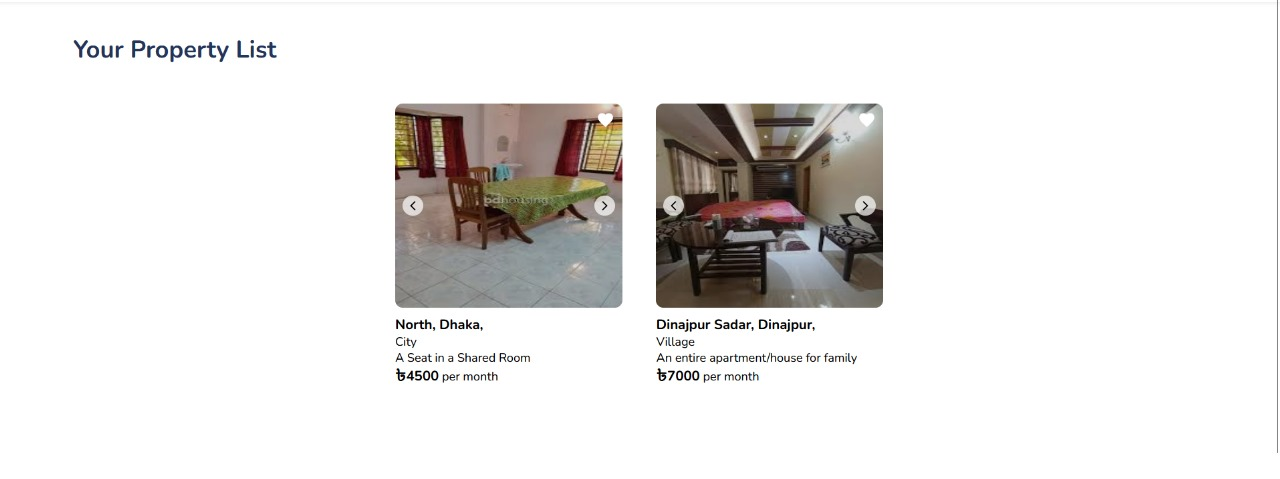 Your Property List
bdhousing
North, Dhaka,
City
A Seat in a Shared Room
৳4500 per month
Dinajpur Sadar, Dinajpur,
Village
An entire apartment/house for family
৳7000 per month